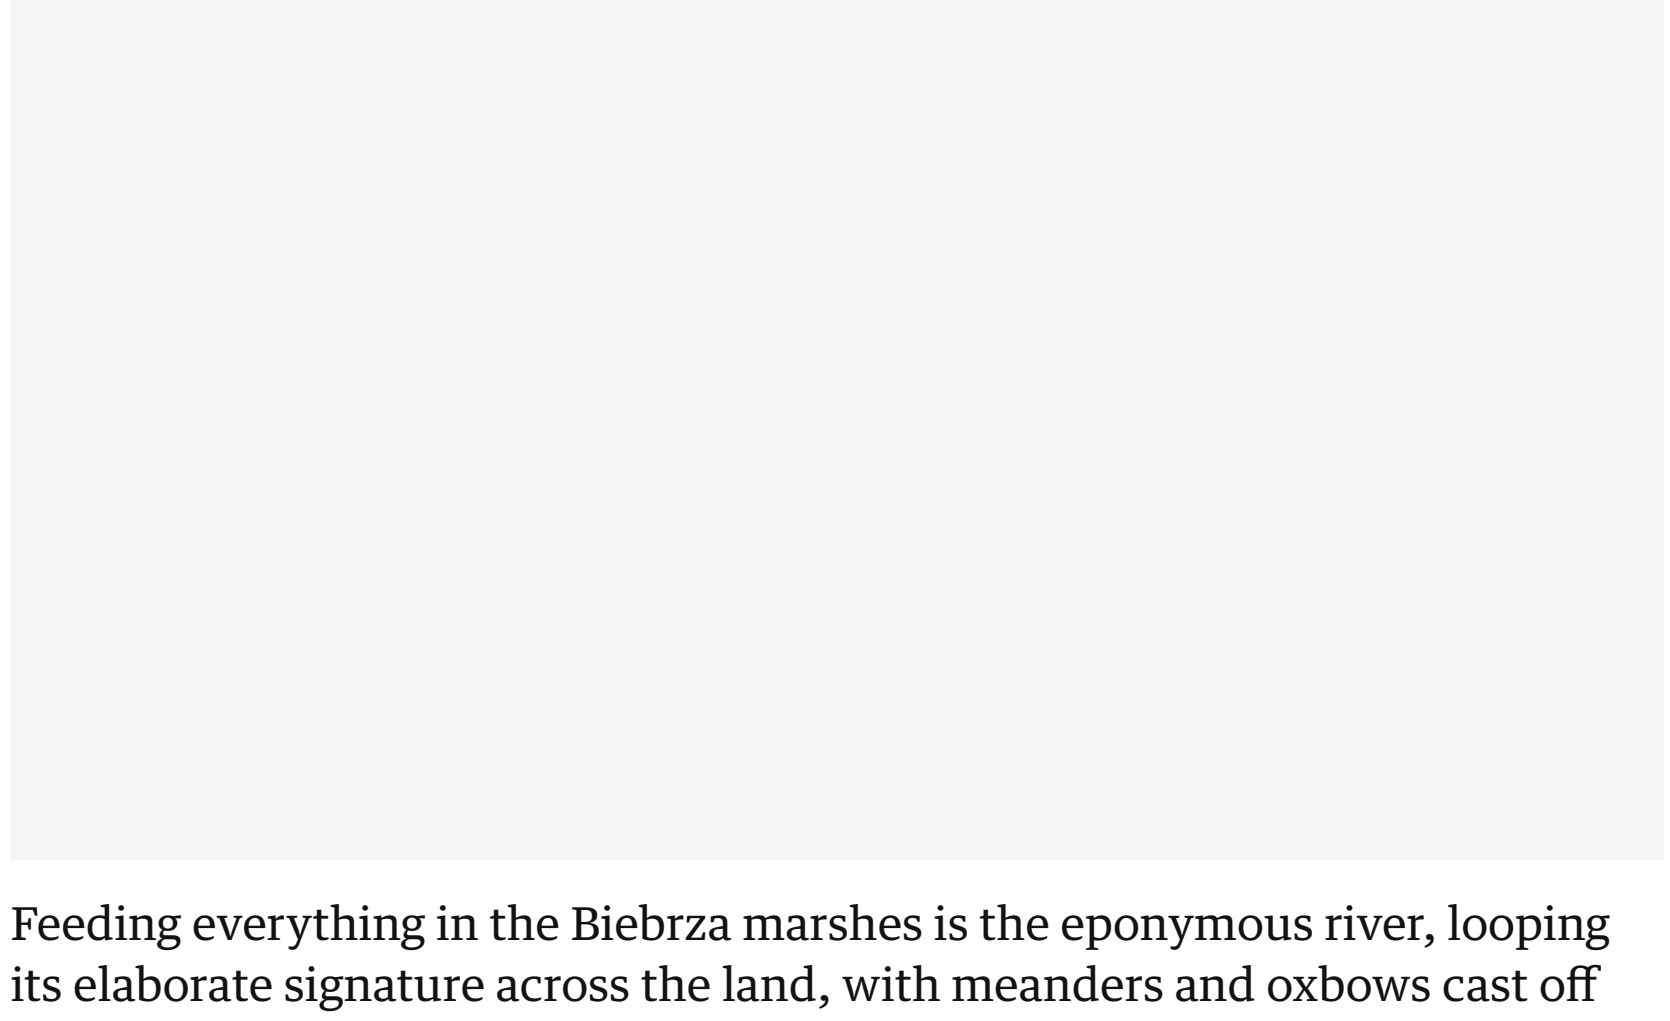 Feeding everything in the Biebrza marshes is the eponymous river, looping
its elaborate signature across the land, with meanders and oxbows cast off